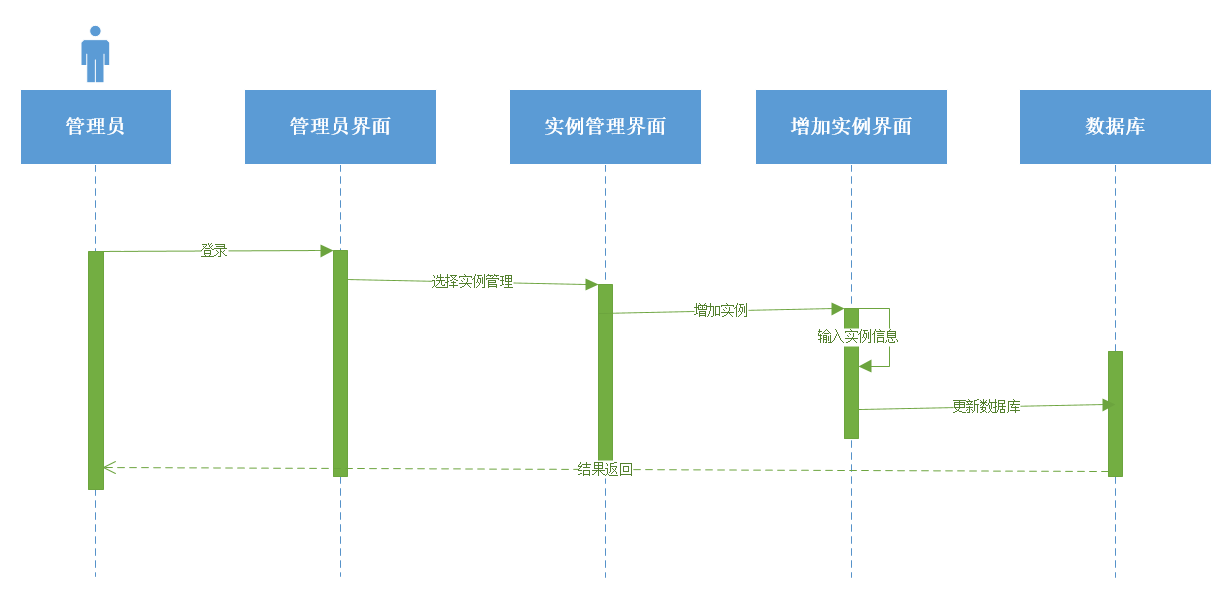 管理员
管理员界面
实例管理界面
增加实例界面
数据库
登录
选择实例管理
增加实例
输入实例信息
更新数据库
结果返回